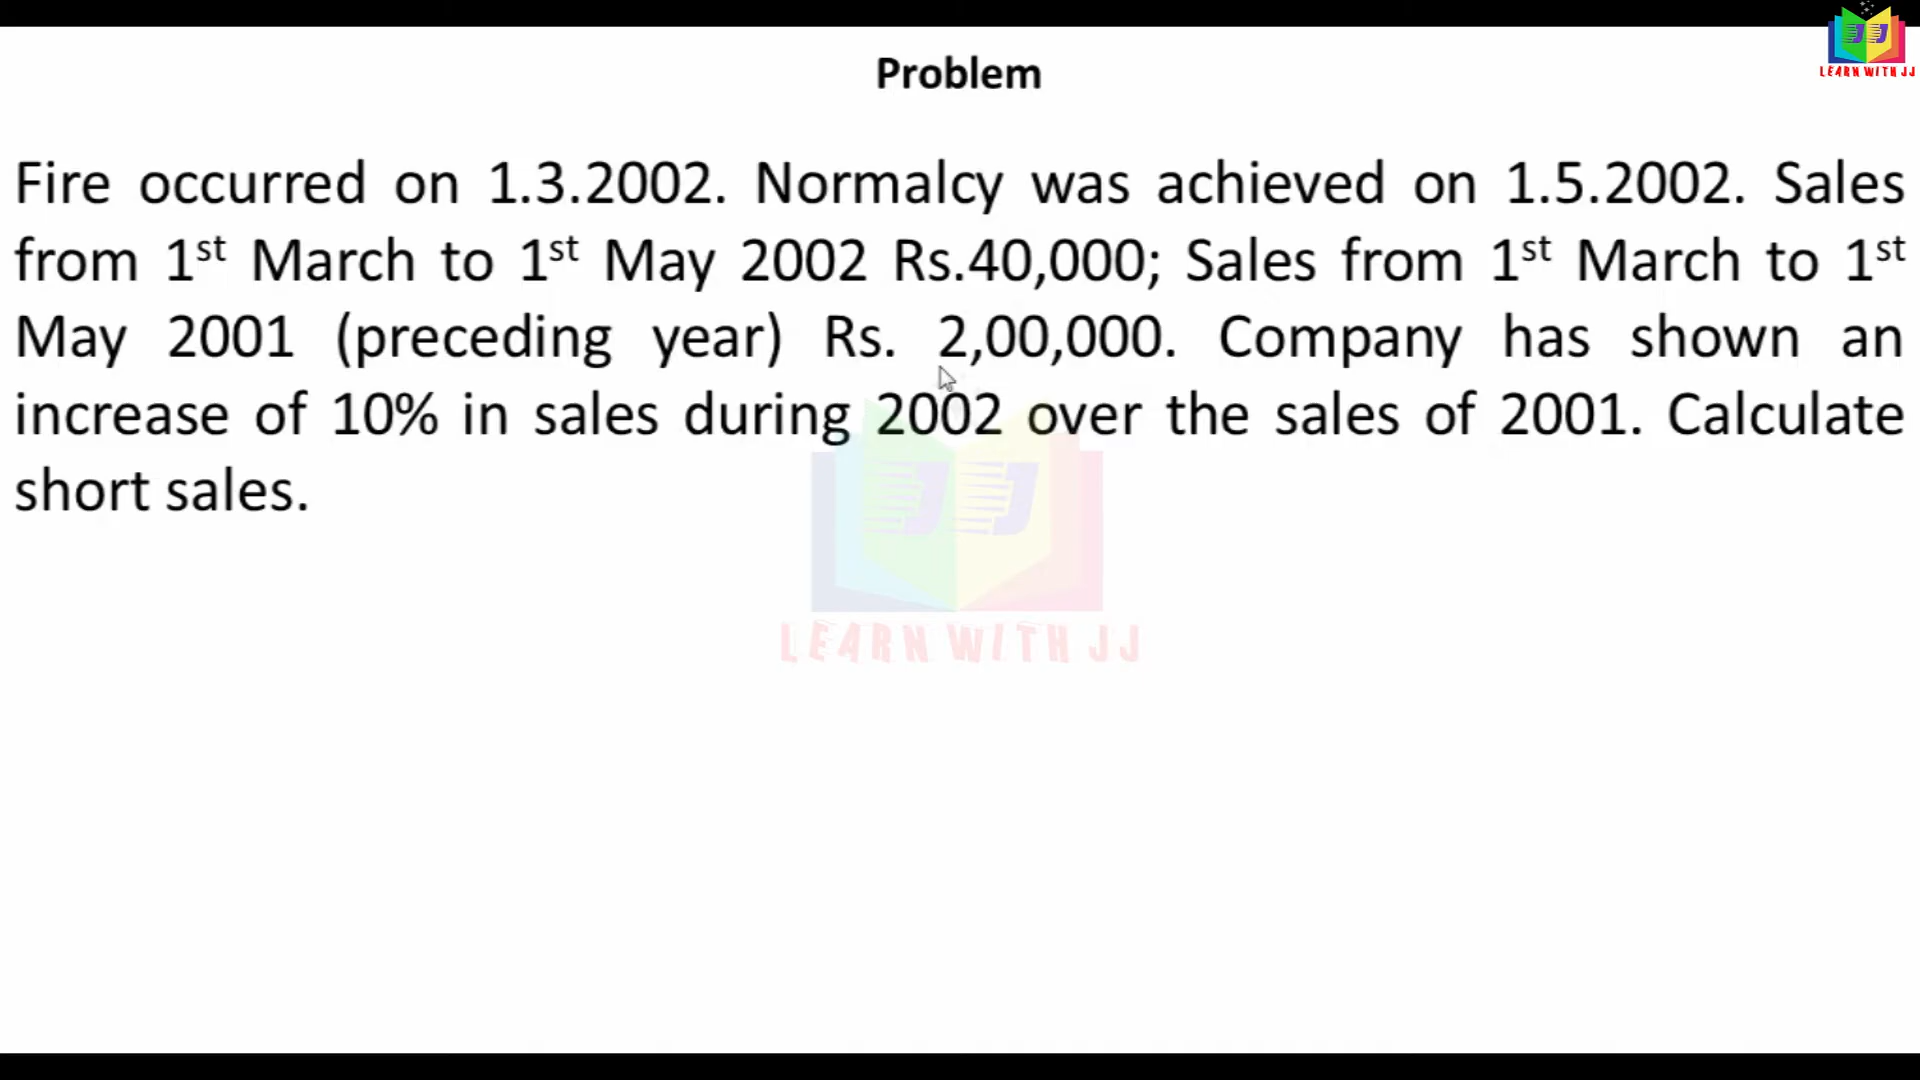 LEARN WITH JJ
Problem
Fire occurred on 1.3.2002. Normalcy was achieved on 1.5.2002. Sales
from 1st March to 1st May 2002 Rs.40,000; Sales from 1st March to 1st
May 2001 (preceding year) Rs. 2,00,000. Company has shown an
increase of 10% in sales during 2002 over the sales of 2001. Calculate
short sales.
JJ
LEARN WITH JJ